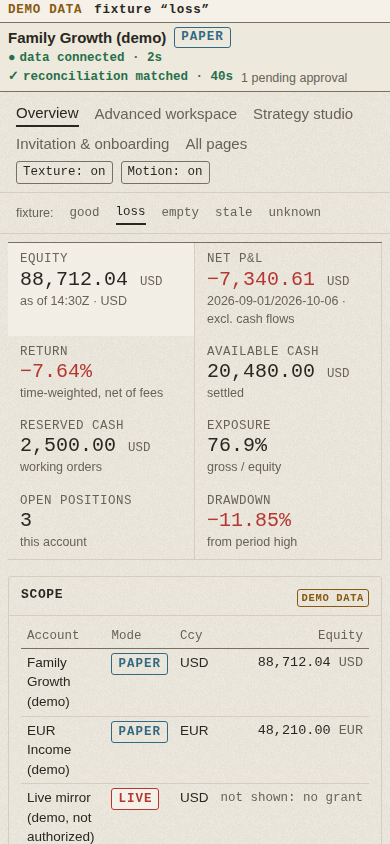 DEMO DATA fixture “loss”
Family Growth (demo) PAPER
● data connected · 2s
✓ reconciliation matched · 40s 1 pending approval
Overview Advanced workspace Strategy studio
Invitation & onboarding All pages
Texture: on Motion: on
fixture: good loss empty stale unknown
EQUITY
88,712.04 USD
as of 14:30Z · USD
NET P&L
−7,340.61 USD
2026-09-01/2026-10-06 ·
excl. cash flows
RETURN
−7.64%
time-weighted, net of fees
AVAILABLE CASH
20,480.00 USD
settled
RESERVED CASH
2,500.00 USD
working orders
EXPOSURE
76.9%
gross / equity
OPEN POSITIONS
3
this account
DRAWDOWN
−11.85%
from period high
SCOPE DEMO DATA
Account Mode Ccy Equity
Family
Growth
(demo)
PAPER USD 88,712.04 USD
EUR
Income
(demo)
PAPER EUR 48,210.00 EUR
Live mirror
(demo, not
authorized)
LIVE USD not shown: no grant